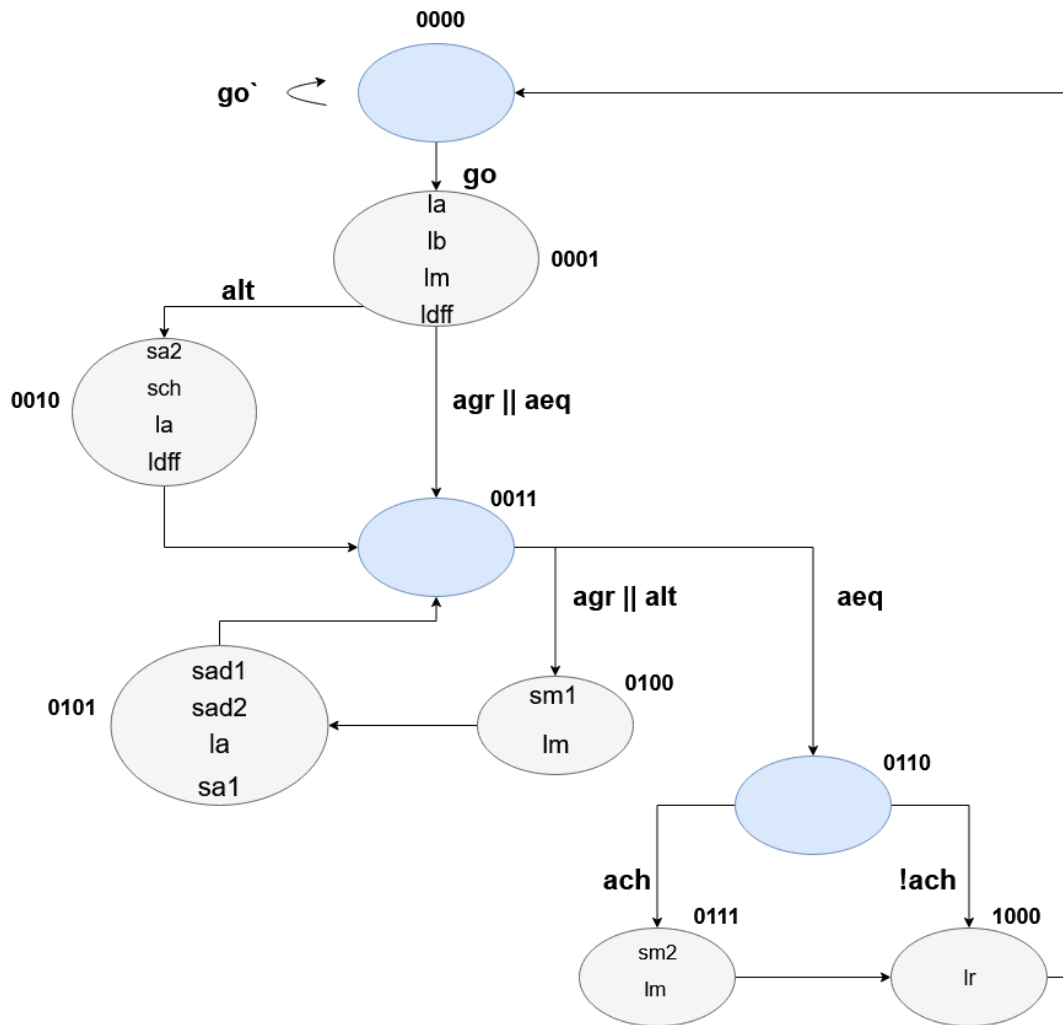 0000
go`
go
la
lb
lm
ldff
0001
alt
sa2
sch
la
ldff
0010
agr || aeq
0011
agr || alt
aeq
sad1
sad2
la
sa1
0101
sm1
lm
0100
0110
ach
!ach
0111
sm2
lm
1000
lr